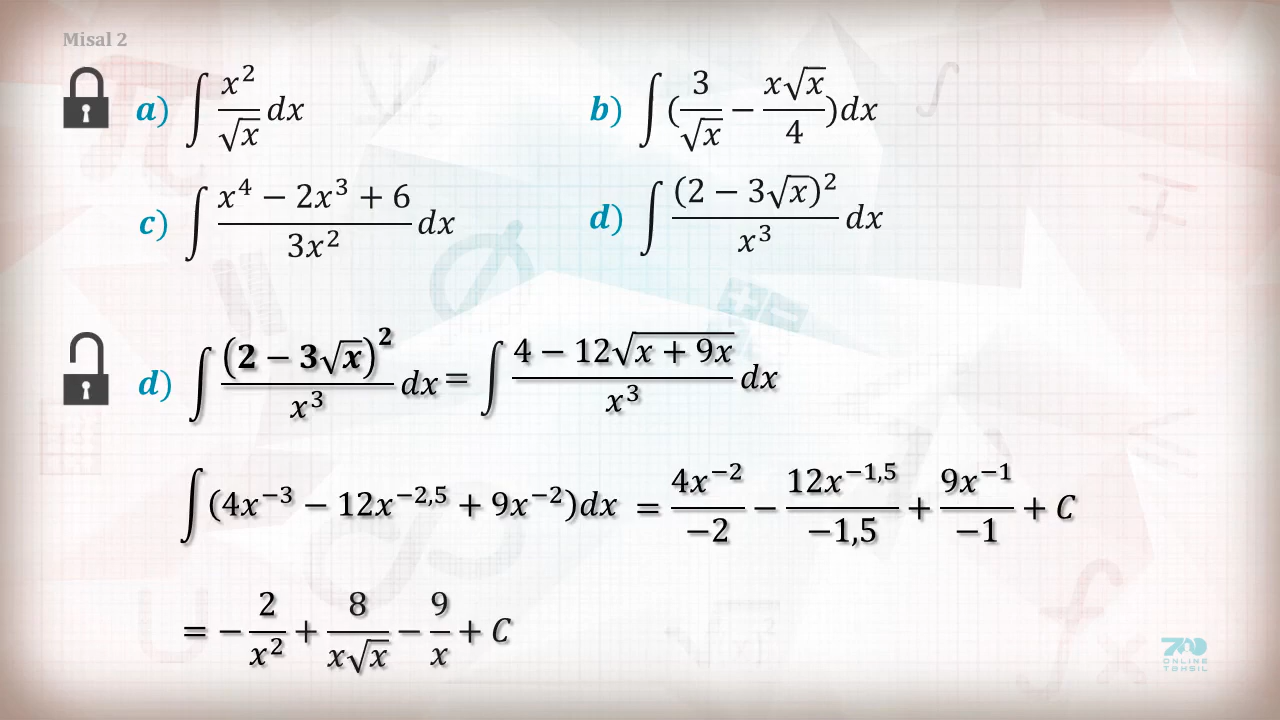 Misal 2
a) ∫ x²/√x dx b) ∫ (3/√x − x√x/4)dx
c) ∫ (x⁴ − 2x³ + 6)/(3x²) dx d) ∫ (2 − 3√x)²/x³ dx
d) ∫ (2 − 3√x)²/x³ dx = ∫ (4 − 12√(x + 9x))/x³ dx
∫ (4x⁻³ − 12x^(−2,5) + 9x⁻²)dx = 4x⁻²/−2 − 12x^(−1,5)/−1,5 + 9x⁻¹/−1 + C
= − 2/x² + 8/(x√x) − 9/x + C
ONLINE
TəHSIL